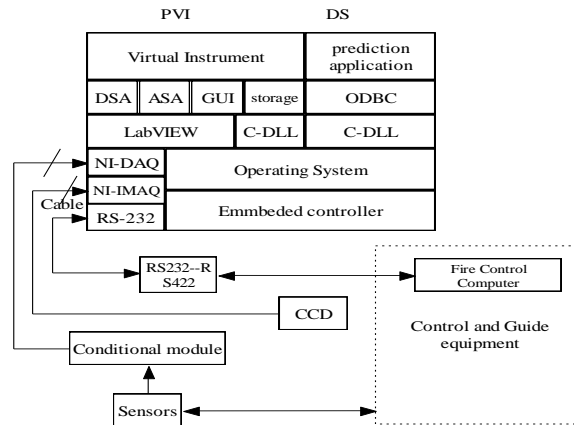 PVI DS
Virtual Instrument
prediction
application
DSA ASA GUI storage ODBC
LabVIEW C-DLL C-DLL
NI-DAQ
Operating System
NI-IMAQ
Cable
RS-232
Emmbeded controller
RS232--R
S422
Fire Control
Computer
CCD
Control and Guide
equipment
Conditional module
Sensors